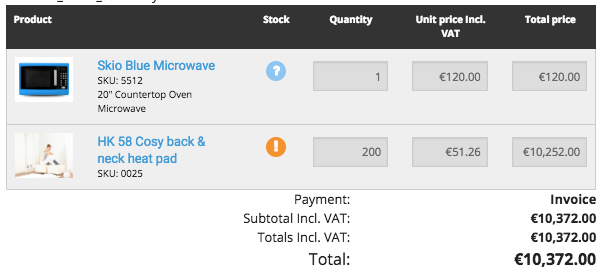 Product Stock Quantity Unit price Incl. VAT Total price
Skio Blue Microwave
SKU: 5512
20" Countertop Oven
Microwave
? 1 €120.00 €120.00
HK 58 Cosy back &
neck heat pad
SKU: 0025
! 200 €51.26 €10,252.00
Payment: Invoice
Subtotal Incl. VAT: €10,372.00
Totals Incl. VAT: €10,372.00
Total: €10,372.00